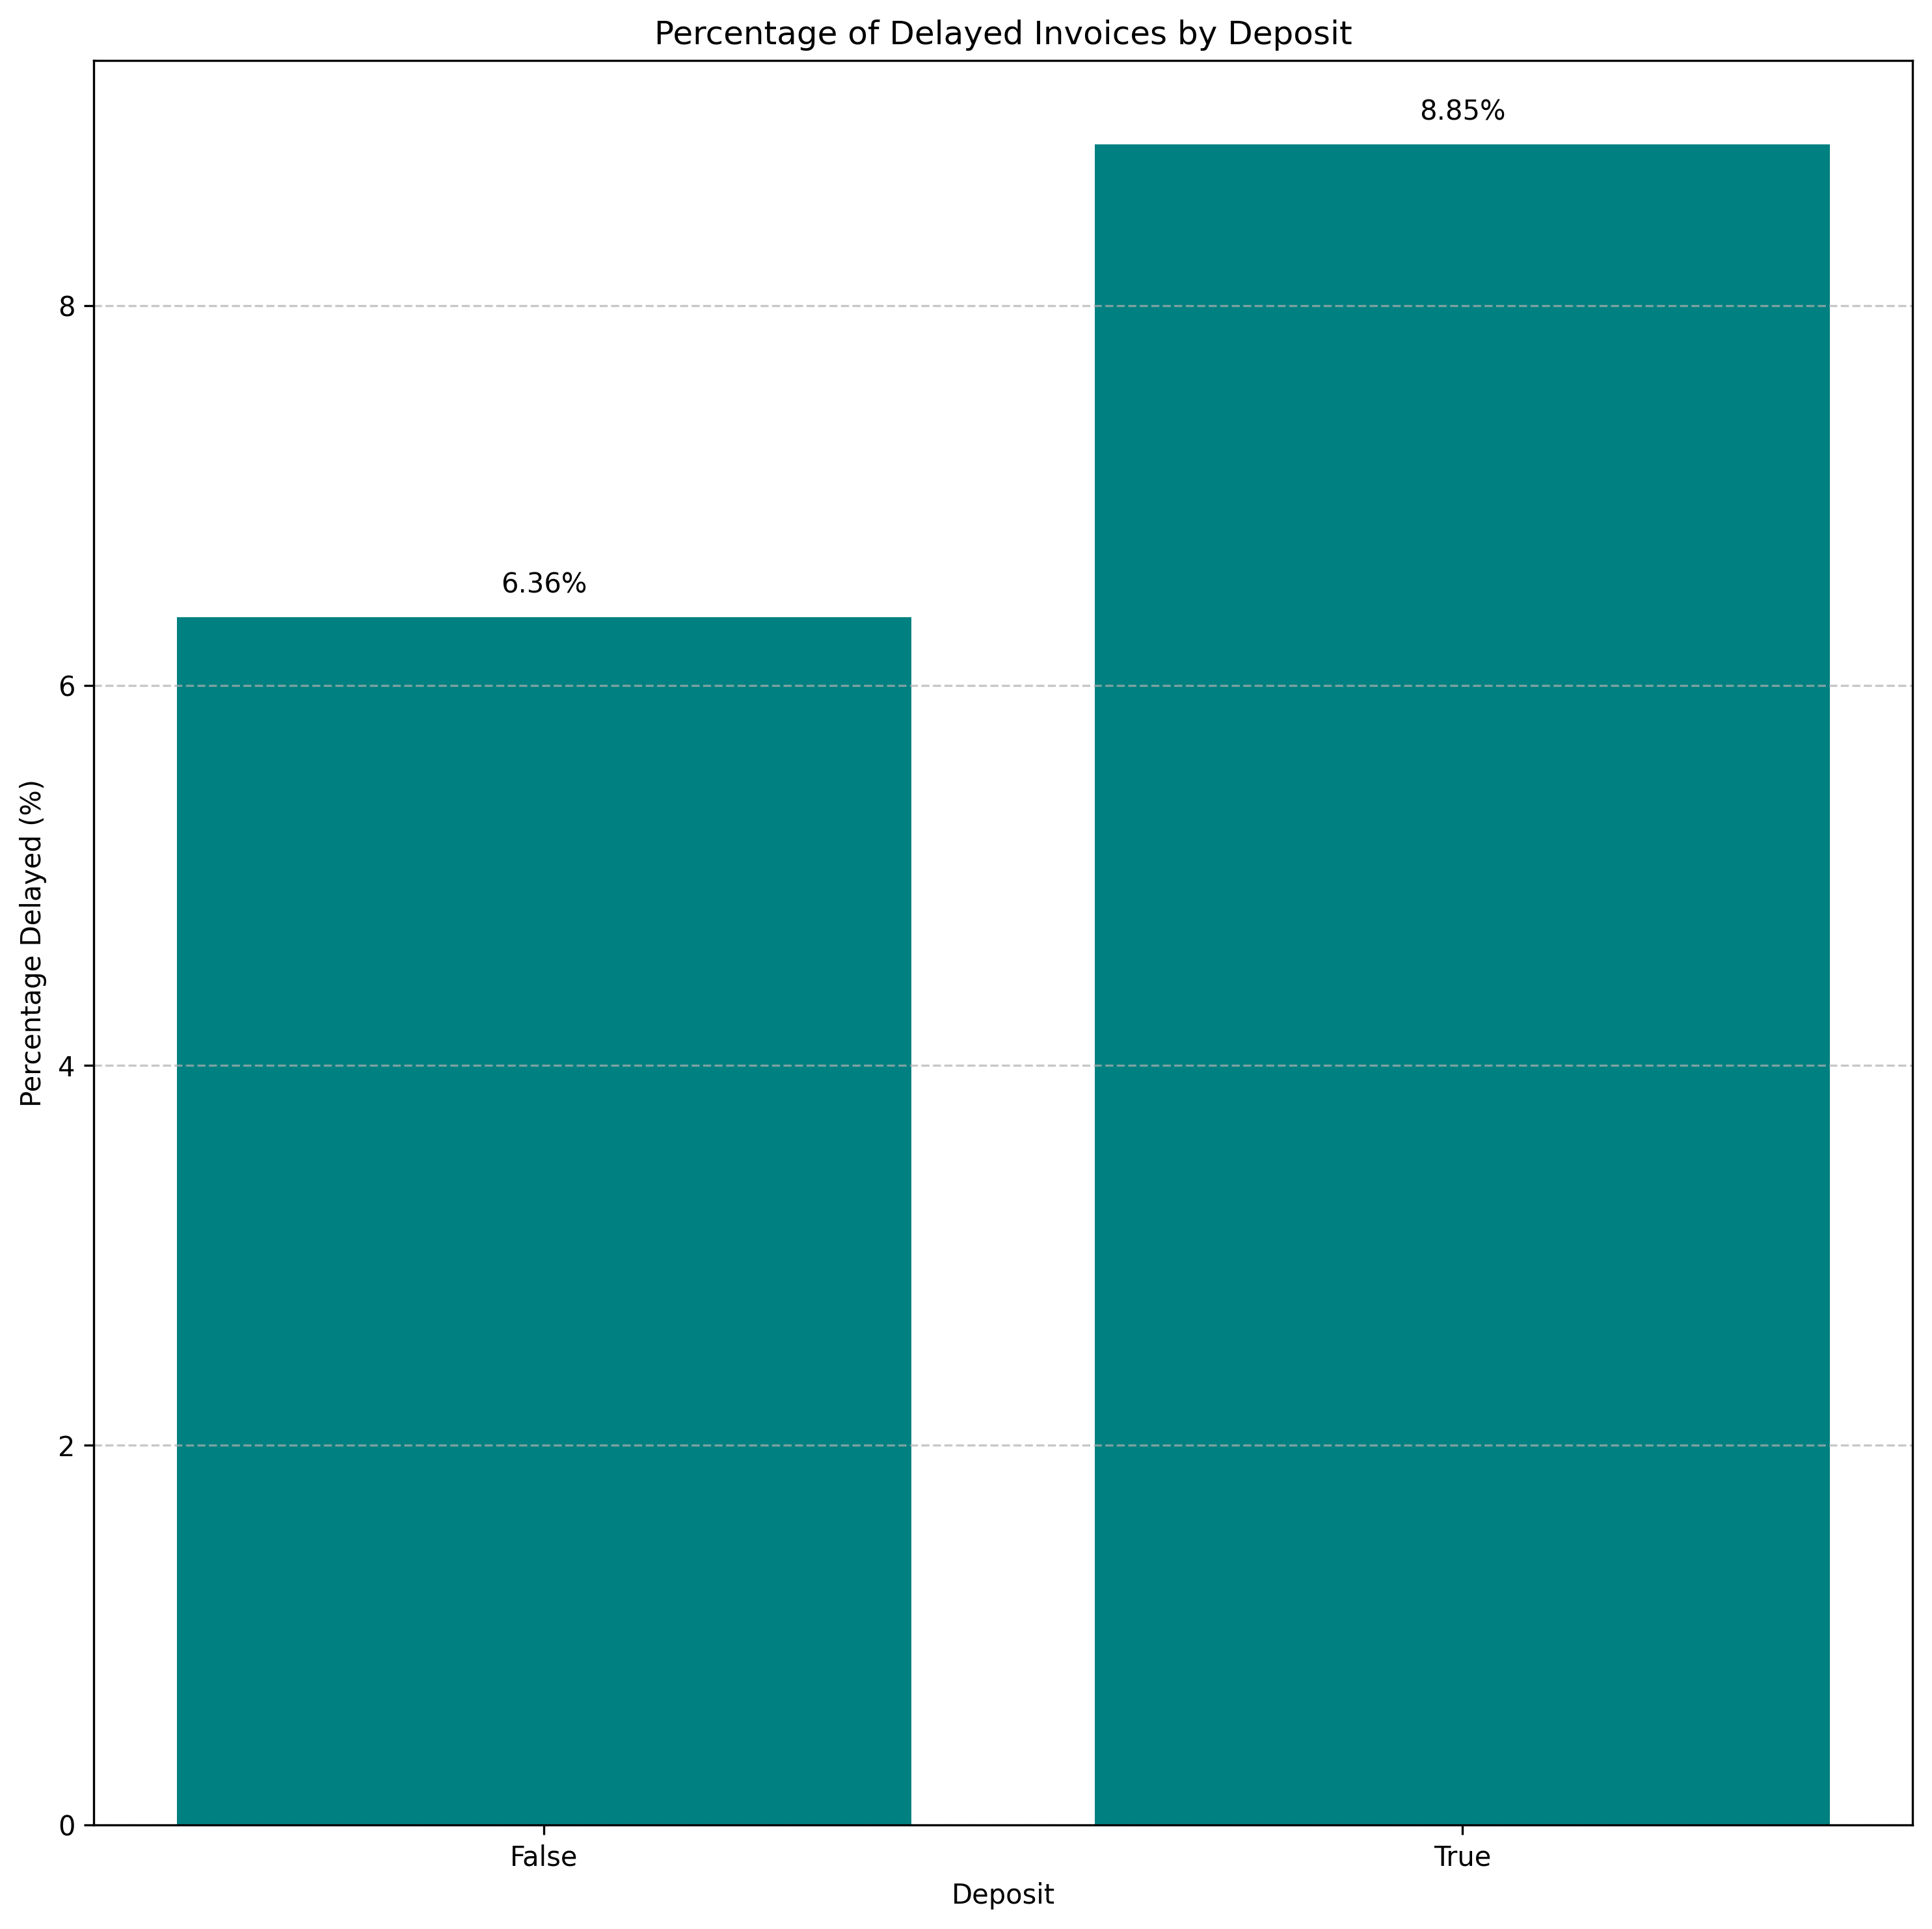 Percentage of Delayed Invoices by Deposit
8.85%
6.36%
8
6
4
2
0
Percentage Delayed (%)
False
True
Deposit